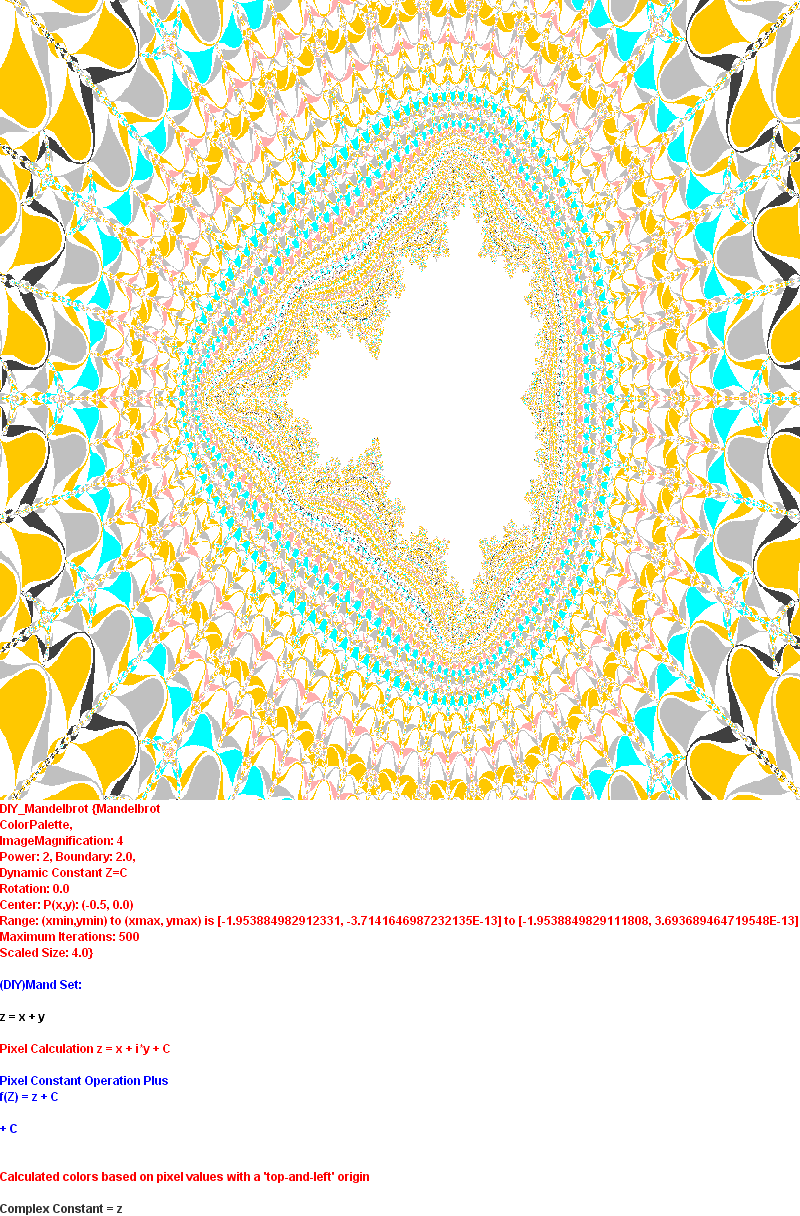 DIY_Mandelbrot {Mandelbrot
ColorPalette,
ImageMagnification: 4
Power: 2, Boundary: 2.0,
Dynamic Constant Z=C
Rotation: 0.0
Center: P(x,y): (-0.5, 0.0)
Range: (xmin,ymin) to (xmax, ymax) is [-1.953884982912331, -3.7141646987232135E-13] to [-1.9538849829111808, 3.693689464719548E-13]
Maximum Iterations: 500
Scaled Size: 4.0}
(DIY)Mand Set:
z = x + y
Pixel Calculation z = x + i*y + C
Pixel Constant Operation Plus
f(Z) = z + C
+ C
Calculated colors based on pixel values with a 'top-and-left' origin
Complex Constant = z